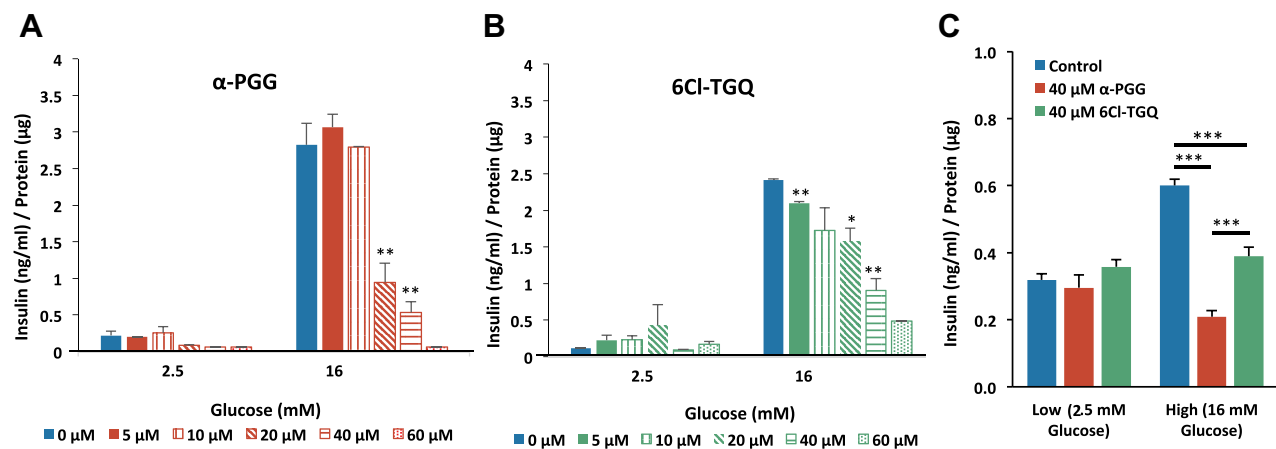 A
α-PGG
Insulin (ng/ml) / Protein (µg)
4
3.5
3
2.5
2
1.5
1
0.5
0
**
**
2.5
16
Glucose (mM)
0 µM 5 µM 10 µM 20 µM 40 µM 60 µM
B
6Cl-TGQ
Insulin (ng/ml) / Protein (µg)
4
3.5
3
2.5
2
1.5
1
0.5
0
**
*
**
2.5
16
Glucose (mM)
0 µM 5 µM 10 µM 20 µM 40 µM 60 µM
C
Control
40 µM α-PGG
40 µM 6Cl-TGQ
Insulin (ng/ml) / Protein (µg)
1.0
0.8
0.6
0.4
0.2
0.0
***
***
***
Low (2.5 mM
Glucose)
High (16 mM
Glucose)